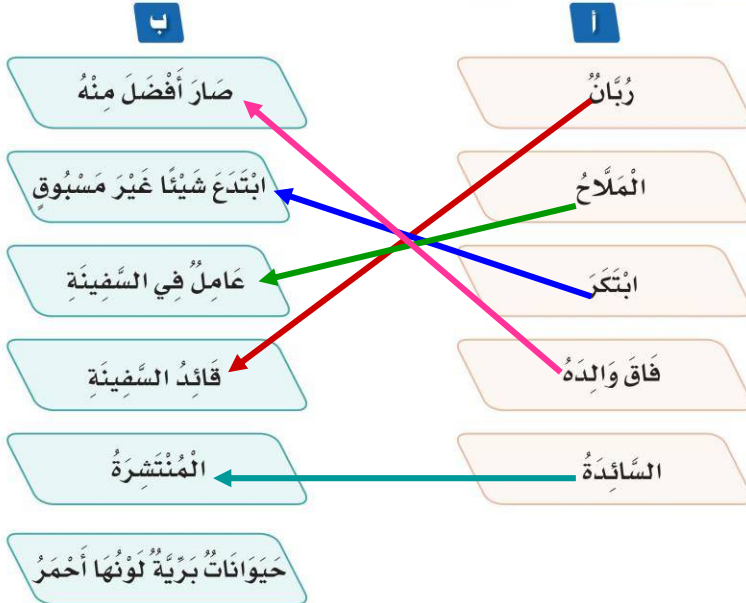 أ
ب
رُبَّانٌ
صَارَ أَفْضَلَ مِنْهُ
الْمَلَّاحُ
ابْتَدَعَ شَيْئًا غَيْرَ مَسْبُوقٍ
ابْتَكَرَ
عَامِلٌ فِي السَّفِينَةِ
فَاقَ وَالِدَهُ
قَائِدُ السَّفِينَةِ
السَّائِدَةُ
الْمُنْتَشِرَةُ
حَيَوَانَاتٌ بَرِّيَّةٌ لَوْنُهَا أَحْمَرُ